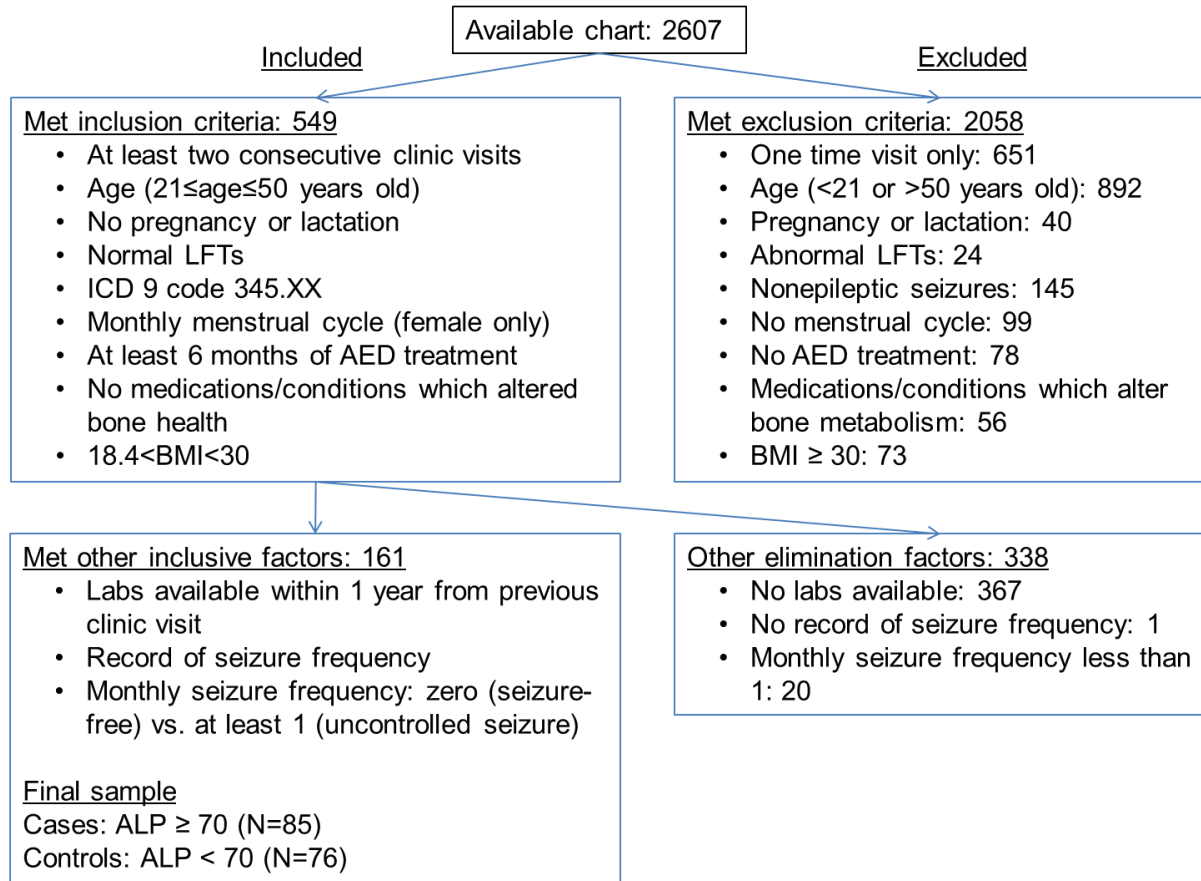 Available chart: 2607
Included
Excluded
Met inclusion criteria: 549
• At least two consecutive clinic visits
• Age (21≤age≤50 years old)
• No pregnancy or lactation
• Normal LFTs
• ICD 9 code 345.XX
• Monthly menstrual cycle (female only)
• At least 6 months of AED treatment
• No medications/conditions which altered
bone health
• 18.4<BMI<30
Met exclusion criteria: 2058
• One time visit only: 651
• Age (<21 or >50 years old): 892
• Pregnancy or lactation: 40
• Abnormal LFTs: 24
• Nonepileptic seizures: 145
• No menstrual cycle: 99
• No AED treatment: 78
• Medications/conditions which alter
bone metabolism: 56
• BMI ≥ 30: 73
Met other inclusive factors: 161
• Labs available within 1 year from previous
clinic visit
• Record of seizure frequency
• Monthly seizure frequency: zero (seizure-
free) vs. at least 1 (uncontrolled seizure)
Final sample
Cases: ALP ≥ 70 (N=85)
Controls: ALP < 70 (N=76)
Other elimination factors: 338
• No labs available: 367
• No record of seizure frequency: 1
• Monthly seizure frequency less than
1: 20